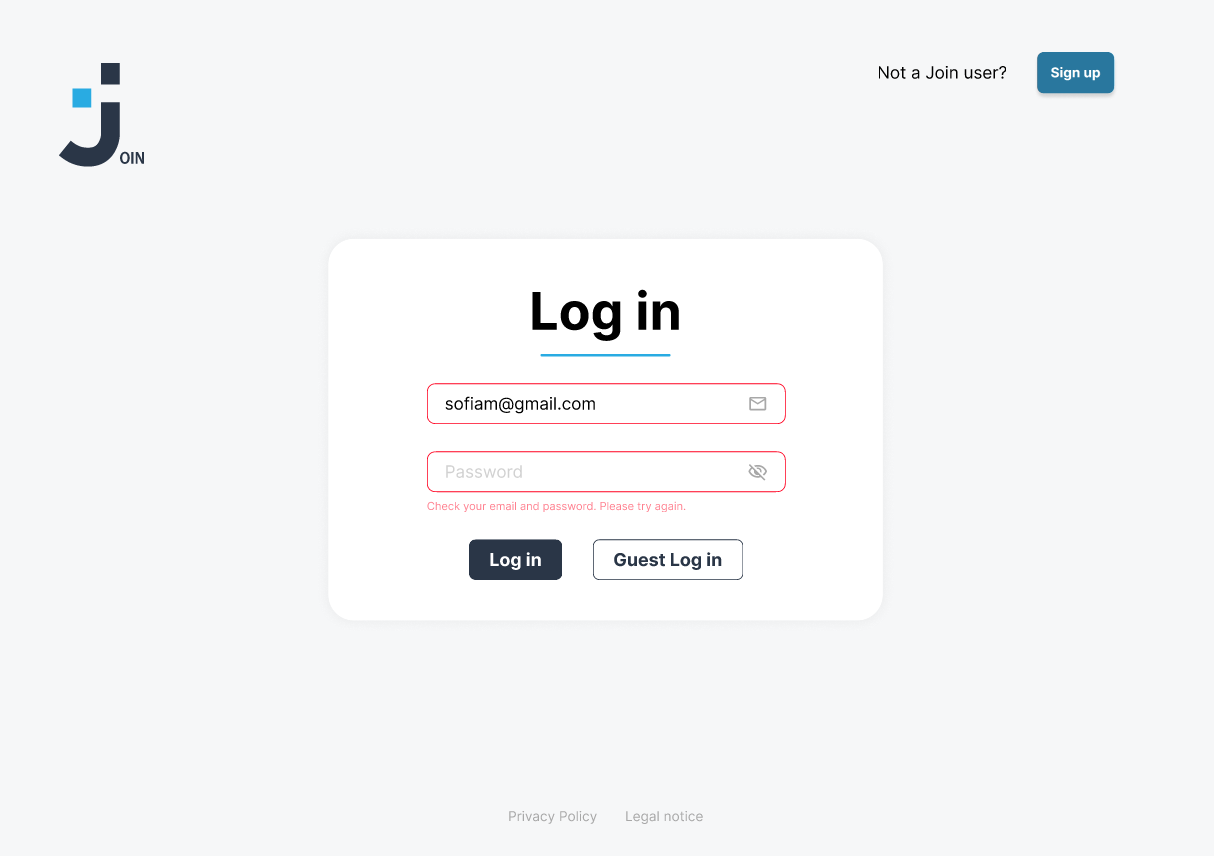 Not a Join user?
Sign up
JOIN
Log in
sofiam@gmail.com
Password
Check your email and password. Please try again.
Log in
Guest Log in
Privacy Policy
Legal notice